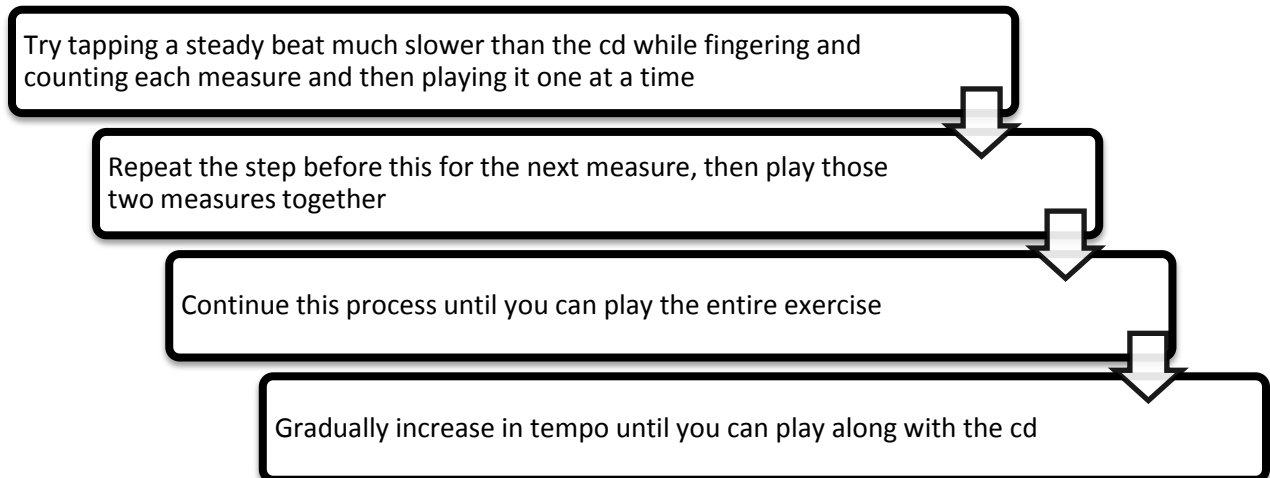 Try tapping a steady beat much slower than the cd while fingering and
counting each measure and then playing it one at a time
Repeat the step before this for the next measure, then play those
two measures together
Continue this process until you can play the entire exercise
Gradually increase in tempo until you can play along with the cd